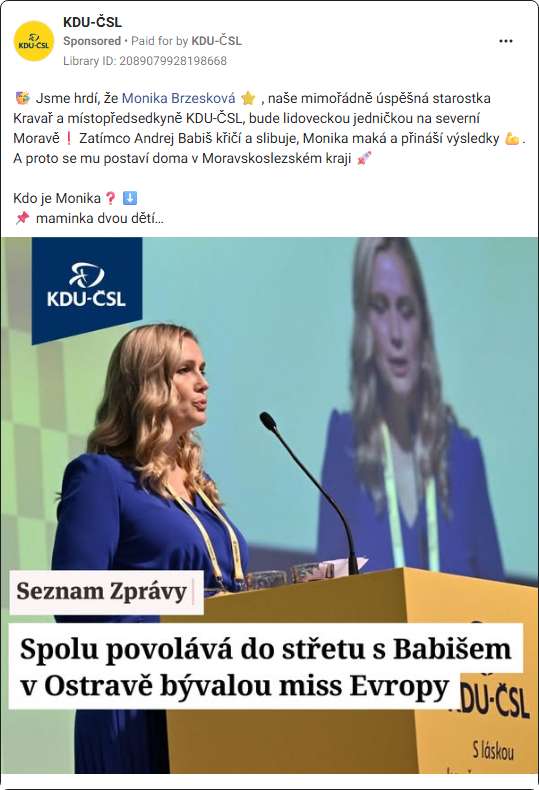 KDU-ČSL
KDU-ČSL
Sponsored • Paid for by KDU-ČSL
Library ID: 2089079928198668
🥳 Jsme hrdí, že Monika Brzesková ⭐ , naše mimořádně úspěšná starostka
Kravař a místopředsedkyně KDU-ČSL, bude lidoveckou jedničkou na severní
Moravě❗ Zatímco Andrej Babiš křičí a slibuje, Monika maká a přináší výsledky 💪.
A proto se mu postaví doma v Moravskoslezském kraji 🚀
Kdo je Monika❓ ⬇️
📌 maminka dvou dětí…
KDU-ČSL
Seznam Zprávy
Spolu povolává do střetu s Babišem
v Ostravě bývalou miss Evropy
KDU-ČSL
S láskou